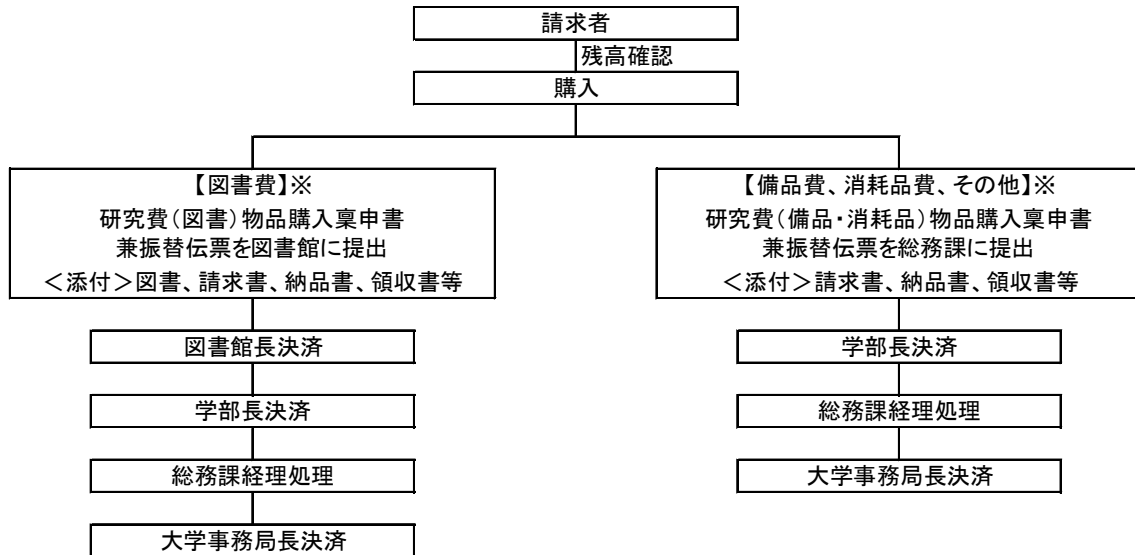 請求者
残高確認
購入
【図書費】※
研究費（図書）物品購入稟申書
兼振替伝票を図書館に提出
＜添付＞図書、請求書、納品書、領収書等
図書館長決済
学部長決済
総務課経理処理
大学事務局長決済
【備品費、消耗品費、その他】※
研究費（備品・消耗品）物品購入稟申書
兼振替伝票を総務課に提出
＜添付＞請求書、納品書、領収書等
学部長決済
総務課経理処理
大学事務局長決済